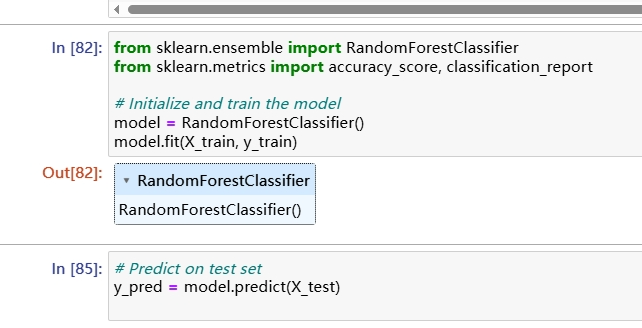 In [82]:
from sklearn.ensemble import RandomForestClassifier
from sklearn.metrics import accuracy_score, classification_report
# Initialize and train the model
model = RandomForestClassifier()
model.fit(X_train, y_train)
Out[82]:
▾ RandomForestClassifier
RandomForestClassifier()
In [85]:
# Predict on test set
y_pred = model.predict(X_test)